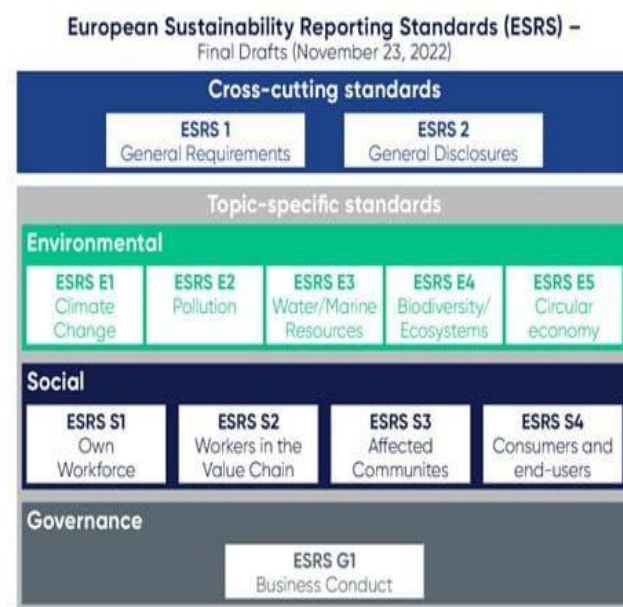 European Sustainability Reporting Standards (ESRS) –
Final Drafts (November 23, 2022)
Cross-cutting standards
ESRS 1
General Requirements
ESRS 2
General Disclosures
Topic-specific standards
Environmental
ESRS E1
Climate
Change
ESRS E2
Pollution
ESRS E3
Water/Marine
Resources
ESRS E4
Biodiversity/
Ecosystems
ESRS E5
Circular
economy
Social
ESRS S1
Own
Workforce
ESRS S2
Workers in the
Value Chain
ESRS S3
Affected
Communites
ESRS S4
Consumers and
end-users
Governance
ESRS G1
Business Conduct